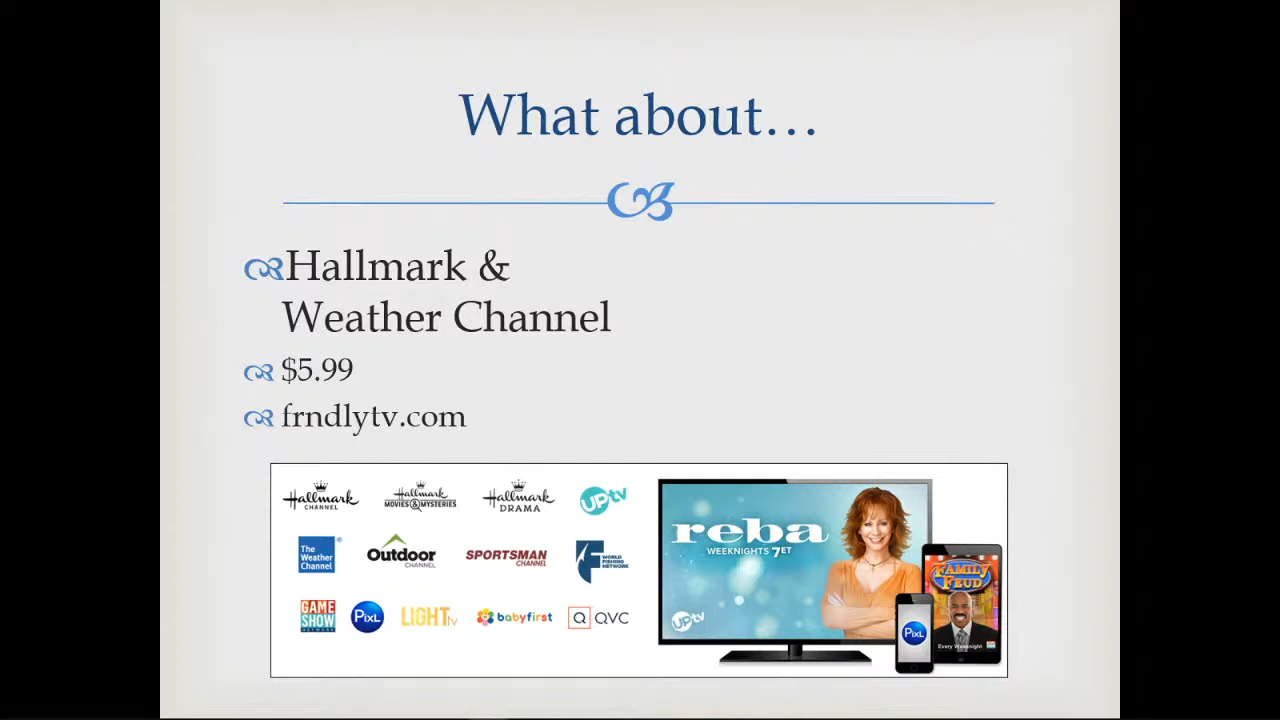 What about…
Hallmark &
Weather Channel
$5.99
frndlytv.com
Hallmark CHANNEL
Hallmark MOVIES & MYSTERIES
Hallmark DRAMA
UPtv
The Weather Channel
Outdoor CHANNEL
SPORTSMAN CHANNEL
F WORLD FISHING NETWORK
GAME SHOW NETWORK
PixL
LIGHTtv
babyfirst
Q QVC
reba
WEEKNIGHTS 7ET
UPtv
FAMILY FEUD
Every Weeknight
PixL